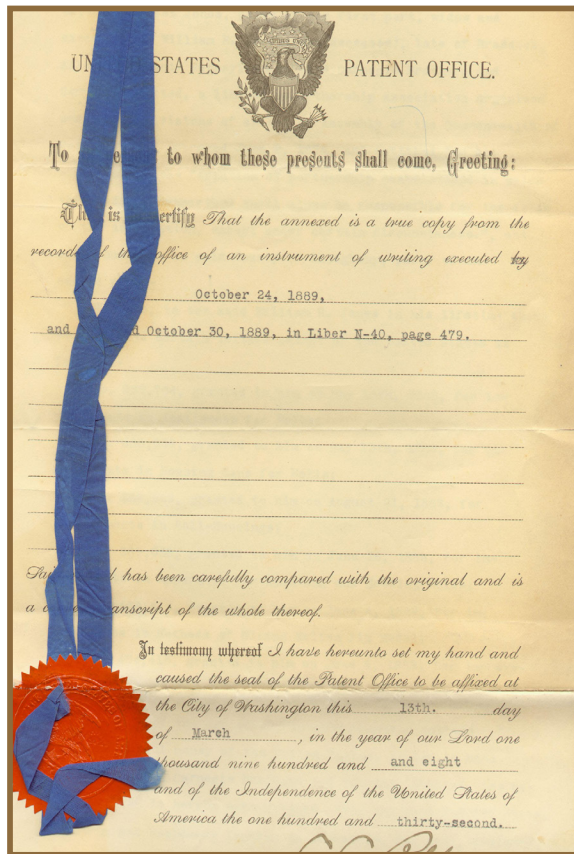 UN STATES PATENT OFFICE.
To to whom these presents shall come, Greeting:
This is ertify That the annexed is a true copy from the
record f the office of an instrument of writing executed by
October 24, 1889,
and d October 30, 1889, in Liber N-40, page 479.
has been carefully compared with the original and is
a anscript of the whole thereof.
In testimony whereof I have hereunto set my hand and
caused the seal of the Patent Office to be affixed at
the City of Washington this 13th. day
of March , in the year of our Lord one
thousand nine hundred and and eight
and of the Independence of the United States of
America the one hundred and thirty-second.